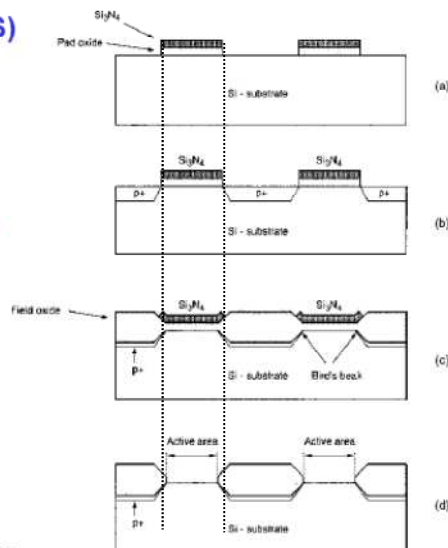 S)
Si3N4
Pad oxide
Si - substrate
(a)
Si3N4 Si3N4
p+ p+ p+
Si - substrate
(b)
Field oxide
Si3N4 Si3N4
p+
Si - substrate
Bird's beak
(c)
Active area Active area
p+
Si - substrate
(d)